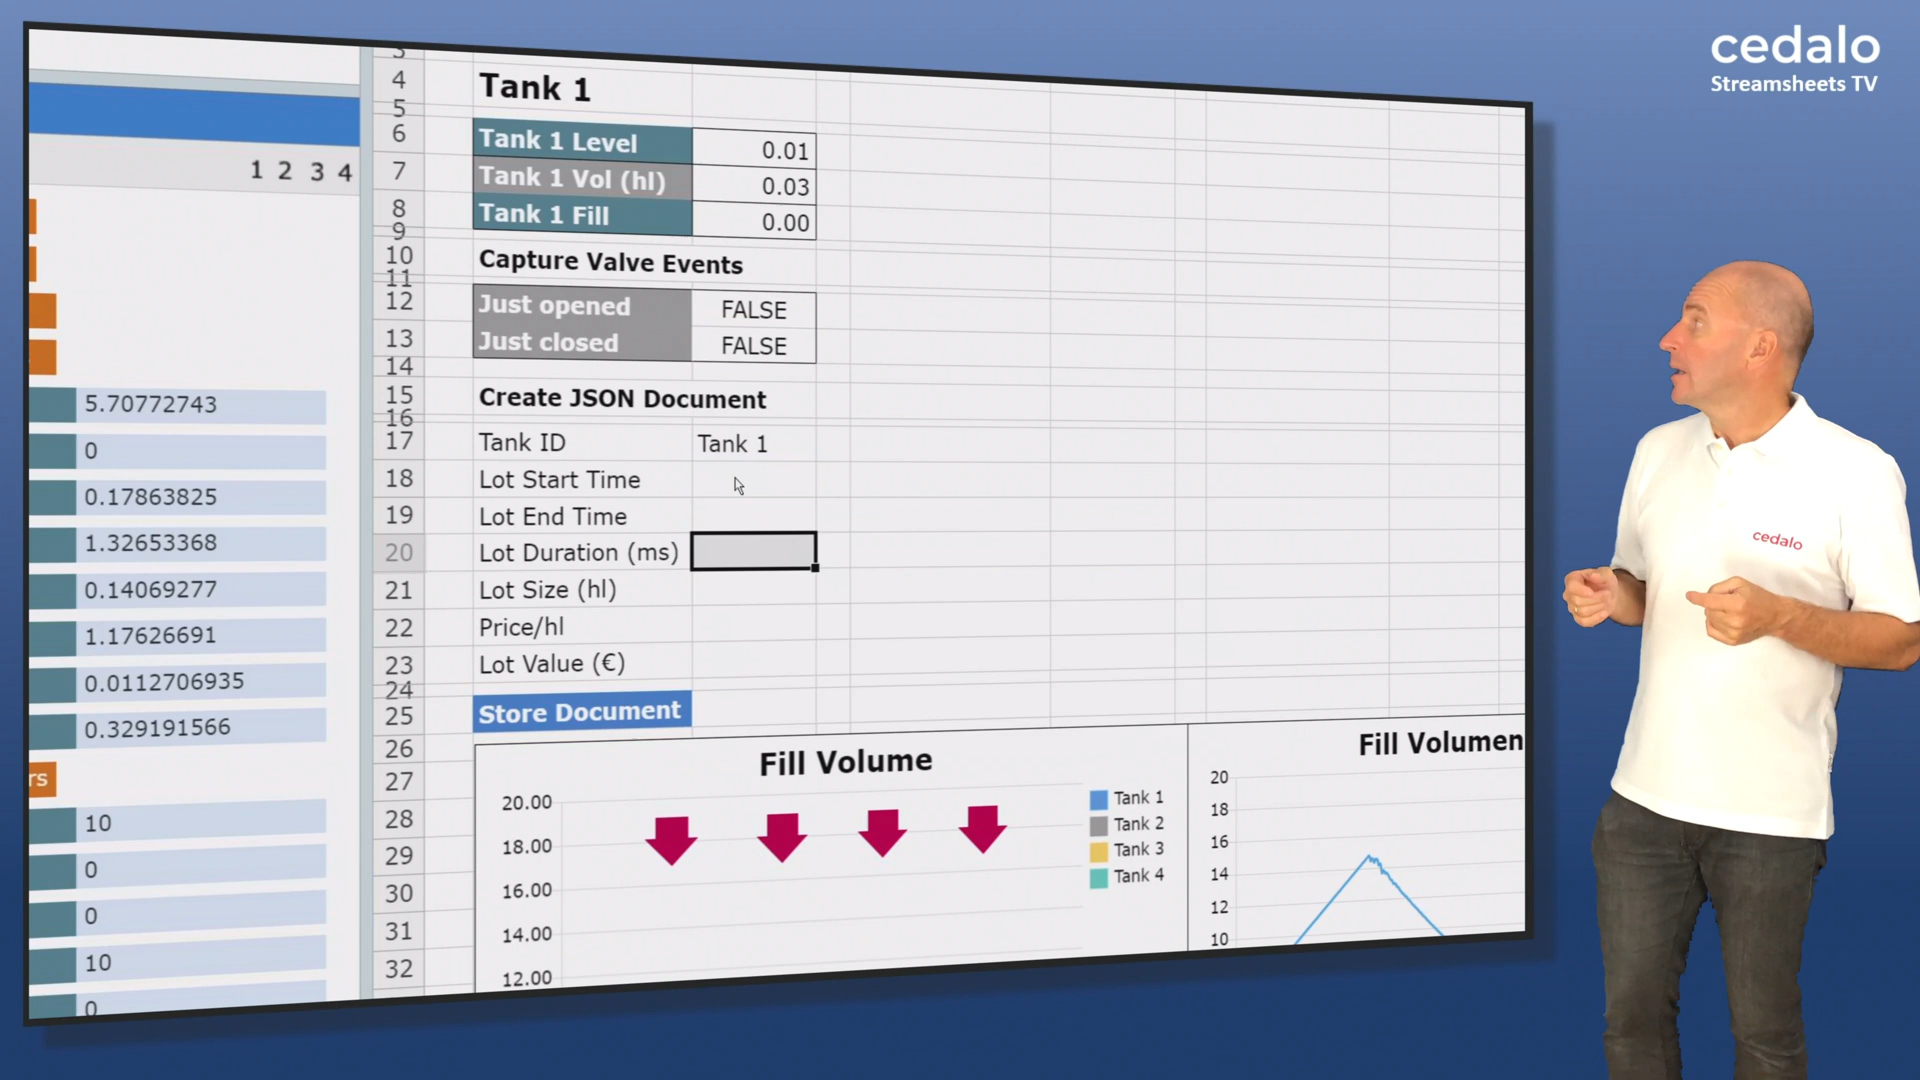 cedalo
Streamsheets TV
1 2 3 4
5.70772743
0
0.17863825
1.32653368
0.14069277
1.17626691
0.0112706935
0.329191566
rs
10
0
0
10
0
3
4 Tank 1
5
6 Tank 1 Level 0.01
7 Tank 1 Vol (hl) 0.03
8 Tank 1 Fill 0.00
9
10 Capture Valve Events
11
12 Just opened FALSE
13 Just closed FALSE
14
15 Create JSON Document
16
17 Tank ID Tank 1
18 Lot Start Time
19 Lot End Time
20 Lot Duration (ms)
21 Lot Size (hl)
22 Price/hl
23 Lot Value (€)
24
25 Store Document
26
27
28
29
30
31
32
Fill Volume
20.00
18.00
16.00
14.00
12.00
Tank 1
Tank 2
Tank 3
Tank 4
Fill Volumen
20
18
16
14
12
10
cedalo